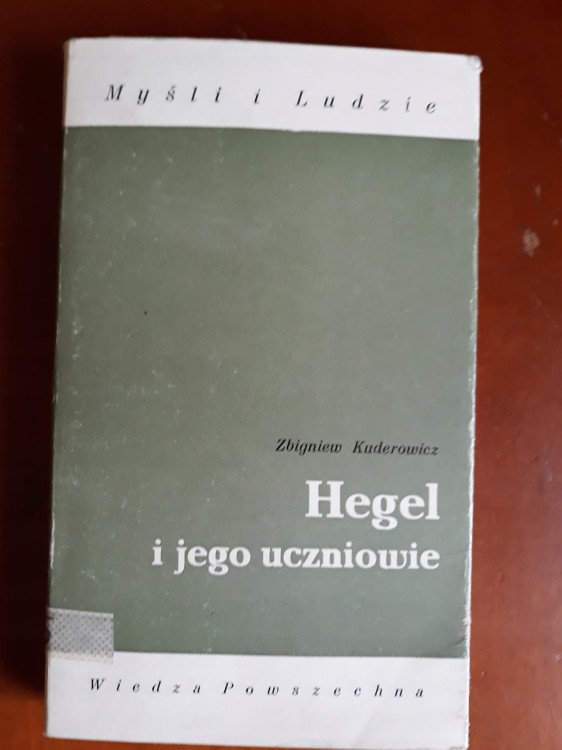 Myśli i Ludzie
Zbigniew Kuderowicz
Hegel
i jego uczniowie
Wiedza Powszechna